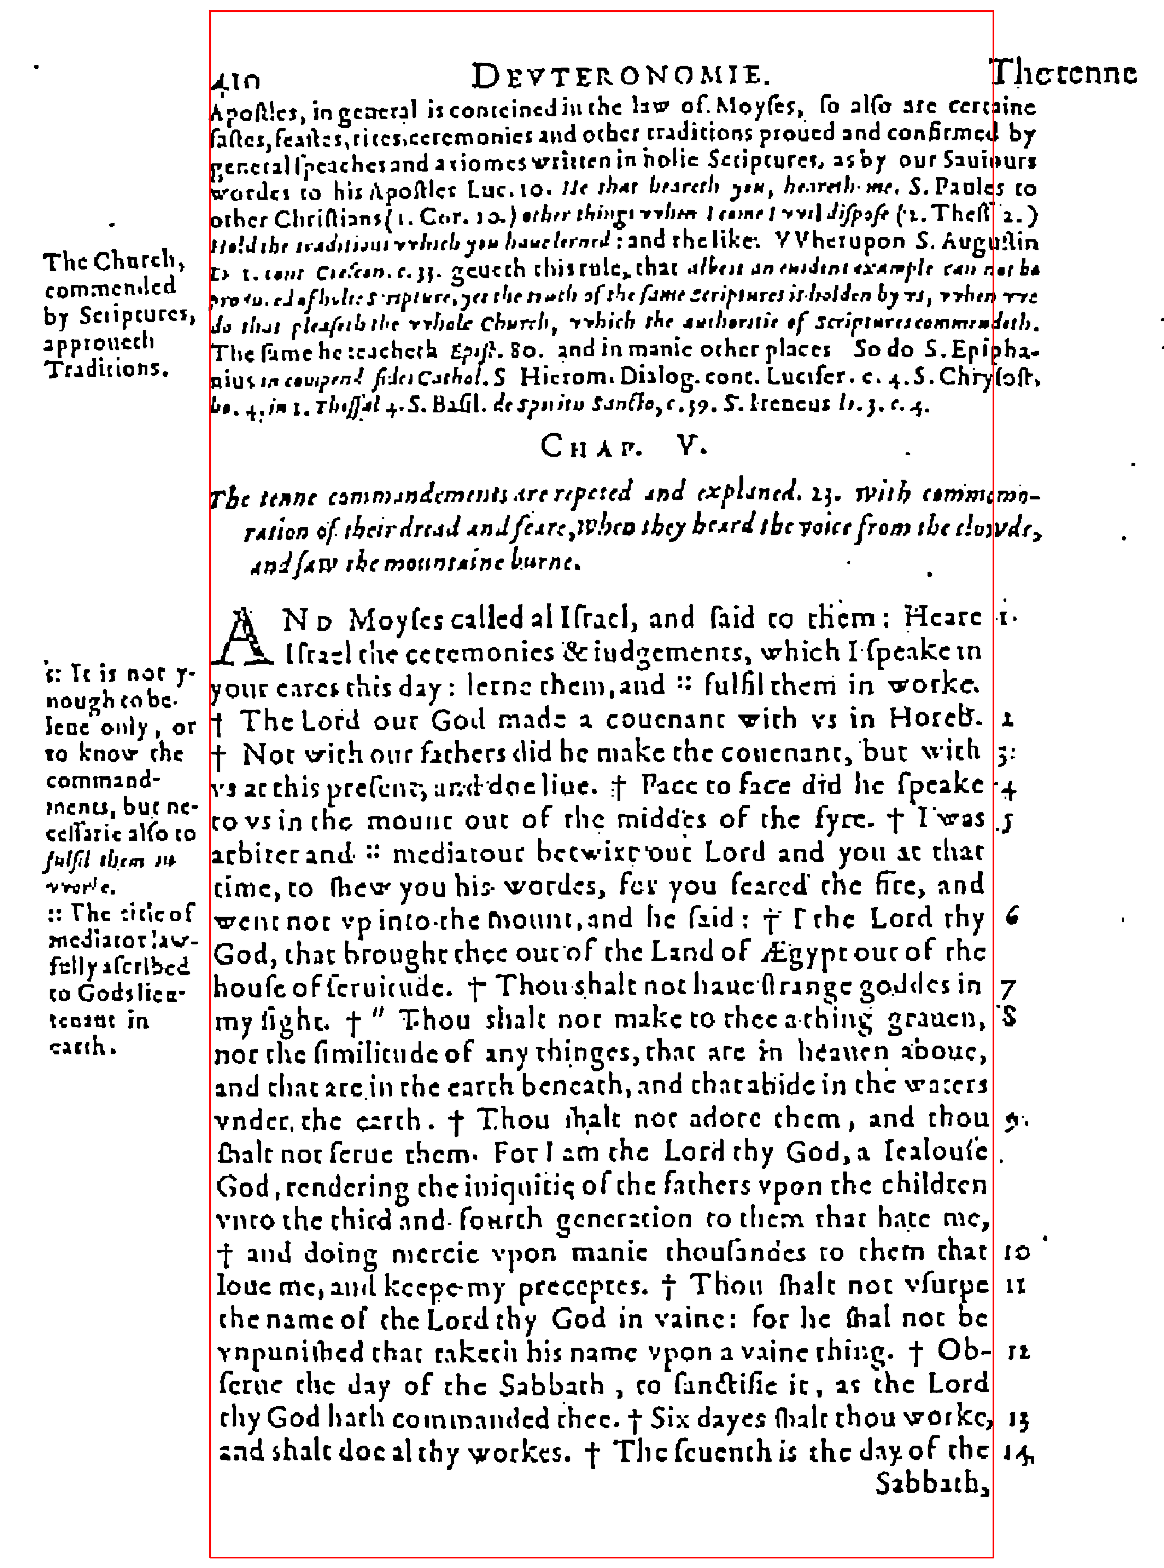 410 DEVTERONOMIE. The tenne
Apoſtles, in general is conteined in the law of Moyſes, ſo alſo are certaine
faſtes, feaſtes, rites, ceremonies and other traditions proued and confirmed by
general ſpeaches and axiomes written in holie Scriptures, as by our Sauiours
wordes to his Apoſtles Luc. 10. He that heareth you, heareth me. S. Paules to
other Chriſtians (1. Cor. 10.) other things vvhen I come I vvil diſpoſe (2. Theſſ 2.)
Hold the traditions vvhich you haue lerned: and the like. VVherupon S. Auguſtin
li. 1. cont Creſcon. c. 33. geueth this rule, that albeit an euident example can not be
produced of holie Scripture, yet the truth of the ſame Scriptures is holden by vs, vvhen vve
do that pleaſeth the vvhole Church, vvhich the authoritie of Scriptures commendeth.
The ſame he teacheth Epiſt. 80. and in manie other places So do S. Epipha-
nius in compend fidei Cathol. S Hierom. Dialog. cont. Lucifer. c. 4. S. Chryſoſt.
ho. 4. in 2. Theſſal 4. S. Baſil. de Spiritu Sancto, c. 29. S. Ireneus li. 3. c. 4.
The Church,
commended
by Scriptures,
approueth
Traditions.
CHAP. V.
The tenne commandements are repeted and explaned. 23. With commemo-
ration of their dread and feare, When they heard the voice from the clowde,
and ſaw the mountaine burne.
AND Moyſes called al Iſrael, and ſaid to them: Heare 1.
Iſrael the ceremonies & iudgements, which I ſpeake in
your eares this day: lerne them, and :: fulfil them in worke.
† The Lord our God made a couenant with vs in Horeb. 2
† Not with our fathers did he make the couenant, but with 3
vs at this preſent, and doe liue. † Face to face did he ſpeake 4
to vs in the mount out of the middes of the fyre. † I was 5
arbiter and :: mediatour betwixt our Lord and you at that
time, to ſhew you his wordes, for you feared the fire, and
went not vp into the mount, and he ſaid: † I the Lord thy 6
God, that brought thee out of the Land of Ægypt out of the
houſe of ſeruitude. † Thou shalt not haue ſtrange goddes in 7
my ſight. † " Thou shalt not make to thee a thing grauen, 8
nor the ſimilitude of any thinges, that are in heauen aboue,
and that are in the earth beneath, and that abide in the waters
vnder the earth. † Thou ſhalt not adore them, and thou 9.
ſhalt not ſerue them. For I am the Lord thy God, a Iealouſe
God, rendering the iniquitie of the fathers vpon the children
vnto the third and fourth generation to them that hate me,
† and doing mercie vpon manie thouſandes to them that 10
loue me, and keepe my preceptes. † Thou ſhalt not vſurpe 11
the name of the Lord thy God in vaine: for he ſhal not be
vnpuniſhed that taketh his name vpon a vaine thing. † Ob- 12
ſerue the day of the Sabbath, to ſanctifie it, as the Lord
thy God hath commanded thee. † Six dayes ſhalt thou worke, 13
and shalt doe al thy workes. † The ſeuenth is the day of the 14
Sabbath,
:: It is not y-
nough to be-
leue only, or
to know the
command-
ments, but ne-
ceſſarie alſo to
fulfil them in
vvorke.
:: The title of
mediator law-
fully aſcribed
to Gods lieu-
tenant in
earth.